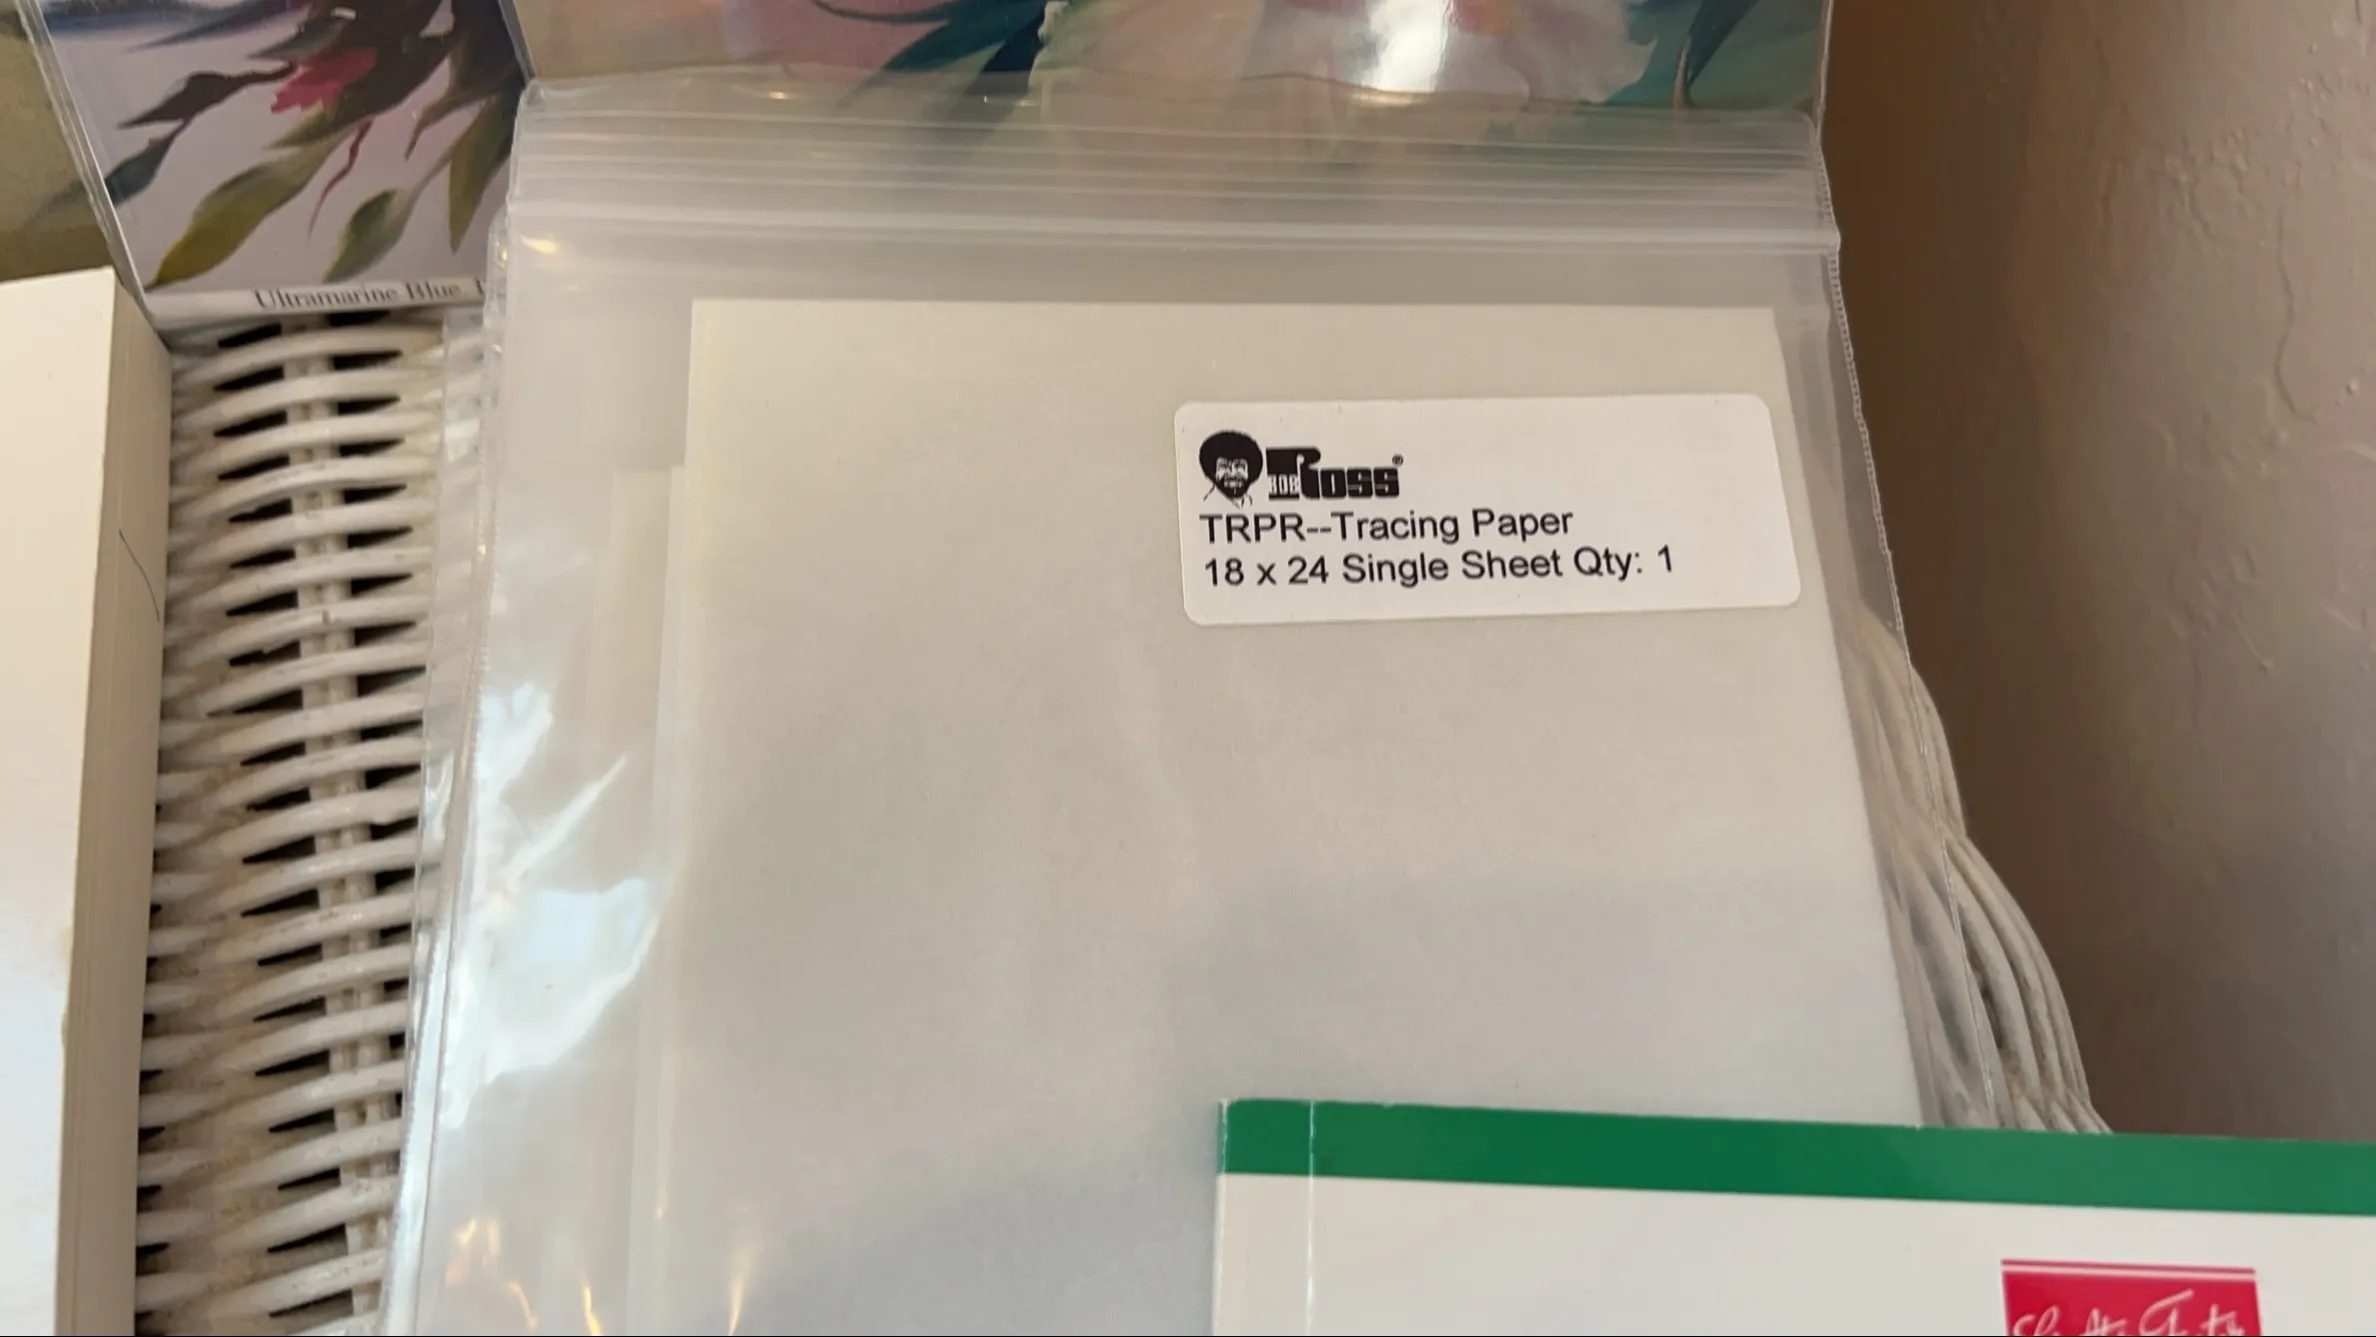 Ultramarine Blue,
BOB ROSS®
TRPR--Tracing Paper
18 x 24 Single Sheet Qty: 1